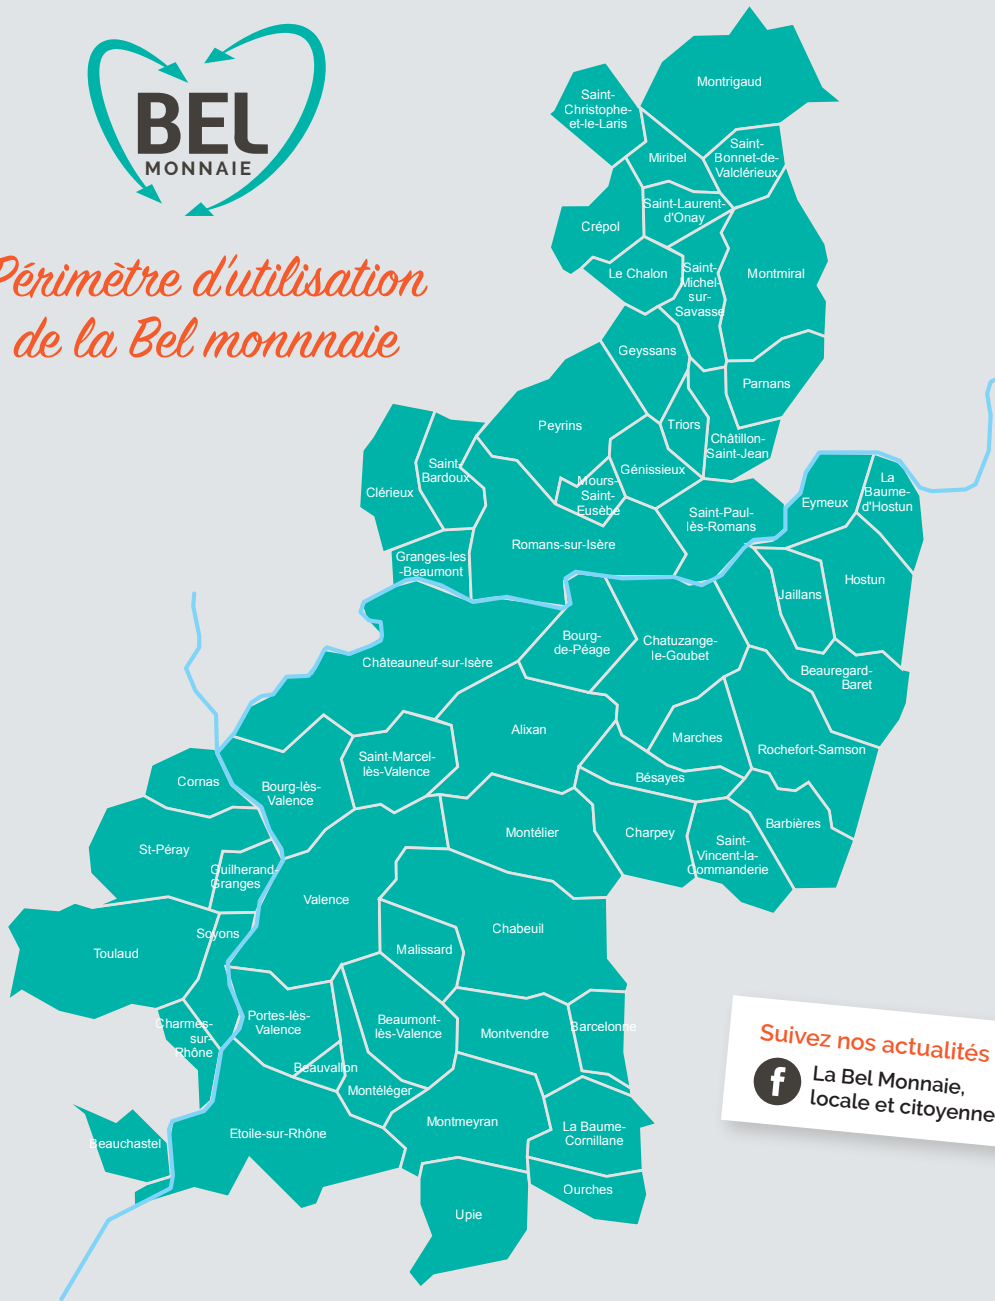 BEL
MONNAIE
Périmètre d'utilisation
de la Bel monnnaie
Montrigaud
Saint-
Christophe-
et-le-Laris
Miribel
Saint-
Bonnet-de-
Valclérieux
Saint-Laurent-
d'Onay
Crépol
Le Chalon
Saint-
Michel-
sur-
Savasse
Montmiral
Geyssans
Parnans
Peyrins
Triors
Châtillon-
Saint-Jean
Génissieux
Mours-
Saint-
Eusèbe
Saint-
Bardoux
Clérieux
Granges-les
-Beaumont
Romans-sur-Isère
Saint-Paul-
lès-Romans
Eymeux
La
Baume-
d'Hostun
Hostun
Jaillans
Beauregard-
Baret
Bourg-
de-Péage
Chatuzange-
le-Goubet
Châteauneuf-sur-Isère
Alixan
Marches
Rochefort-Samson
Saint-Marcel-
lès-Valence
Bourg-lès-
Valence
Cornas
Bésayes
Barbières
Montélier
Charpey
Saint-
Vincent-la-
Commanderie
St-Péray
Guilherand-
Granges
Valence
Chabeuil
Malissard
Soyons
Toulaud
Charmes-
sur-
Rhône
Portes-lès-
Valence
Beaumont-
lès-Valence
Montvendre
Barcelonne
Beauvallon
Montéléger
Montmeyran
La Baume-
Cornillane
Etoile-sur-Rhône
Beauchastel
Ourches
Upie
Suivez nos actualités
f
La Bel Monnaie,
locale et citoyenne